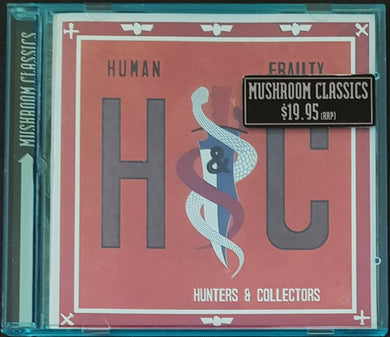 MUSHROOM CLASSICS
HUMAN FRAILTY
MUSHROOM CLASSICS
$19.95 (RRP)
H & C
HUNTERS & COLLECTORS